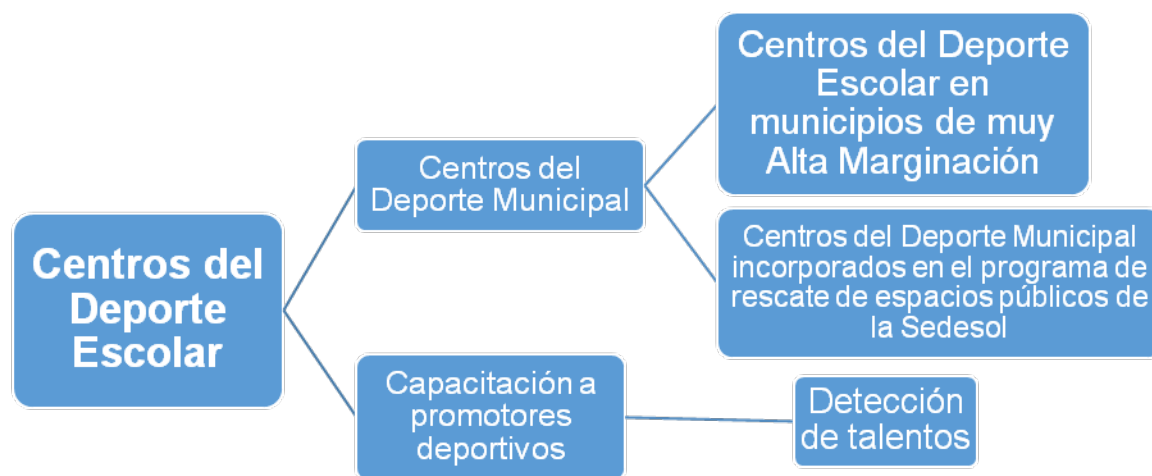 Centros del
Deporte
Escolar
Centros del
Deporte Municipal
Centros del Deporte
Escolar en
municipios de muy
Alta Marginación
Centros del Deporte Municipal
incorporados en el programa de
rescate de espacios públicos de
la Sedesol
Capacitación a
promotores
deportivos
Detección
de talentos